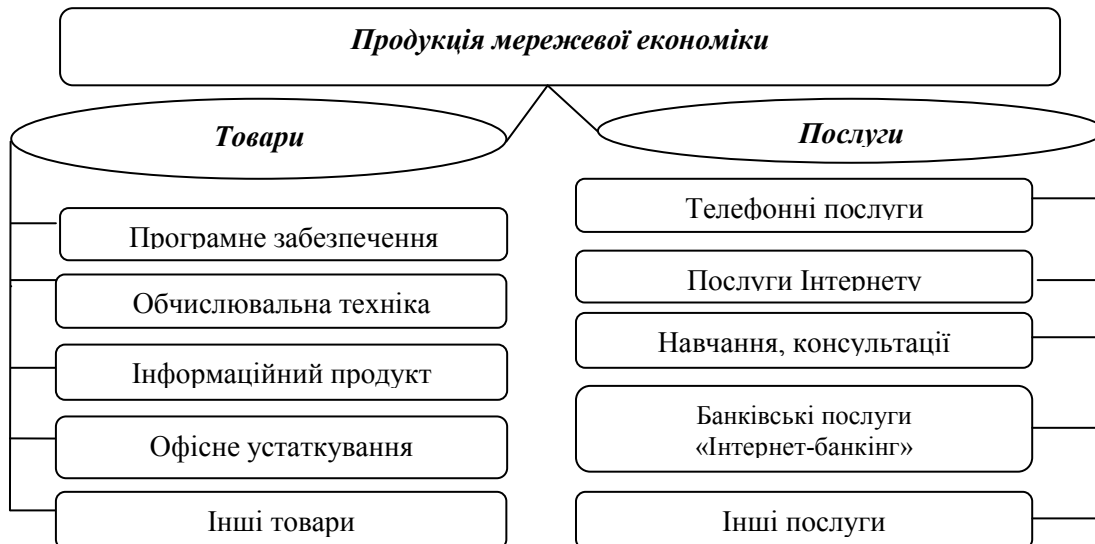 Продукція мережевої економіки
Товари
Послуги
Програмне забезпечення
Обчислювальна техніка
Інформаційний продукт
Офісне устаткування
Інші товари
Телефонні послуги
Послуги Інтернету
Навчання, консультації
Банківські послуги
«Інтернет-банкінг»
Інші послуги